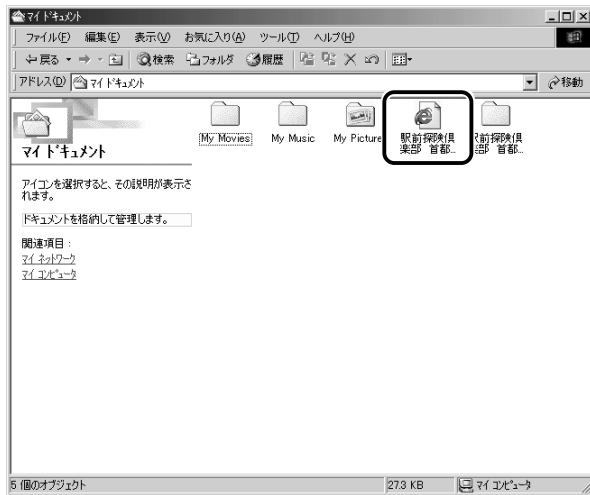 マイ ドキュメント
ファイル(F) 編集(E) 表示(V) お気に入り(A) ツール(T) ヘルプ(H)
戻る 検索 フォルダ 履歴
アドレス(D) マイ ドキュメント 移動
マイ ドキュメント
アイコンを選択すると、その説明が表示さ
れます。
ドキュメントを格納して管理します。
関連項目:
マイ ネットワーク
マイ コンピュータ
My Movies My Music My Picture
駅前探険倶
楽部 首都...
前探険倶
部 首都...
5 個のオブジェクト 27.3 KB マイ コンピュータ